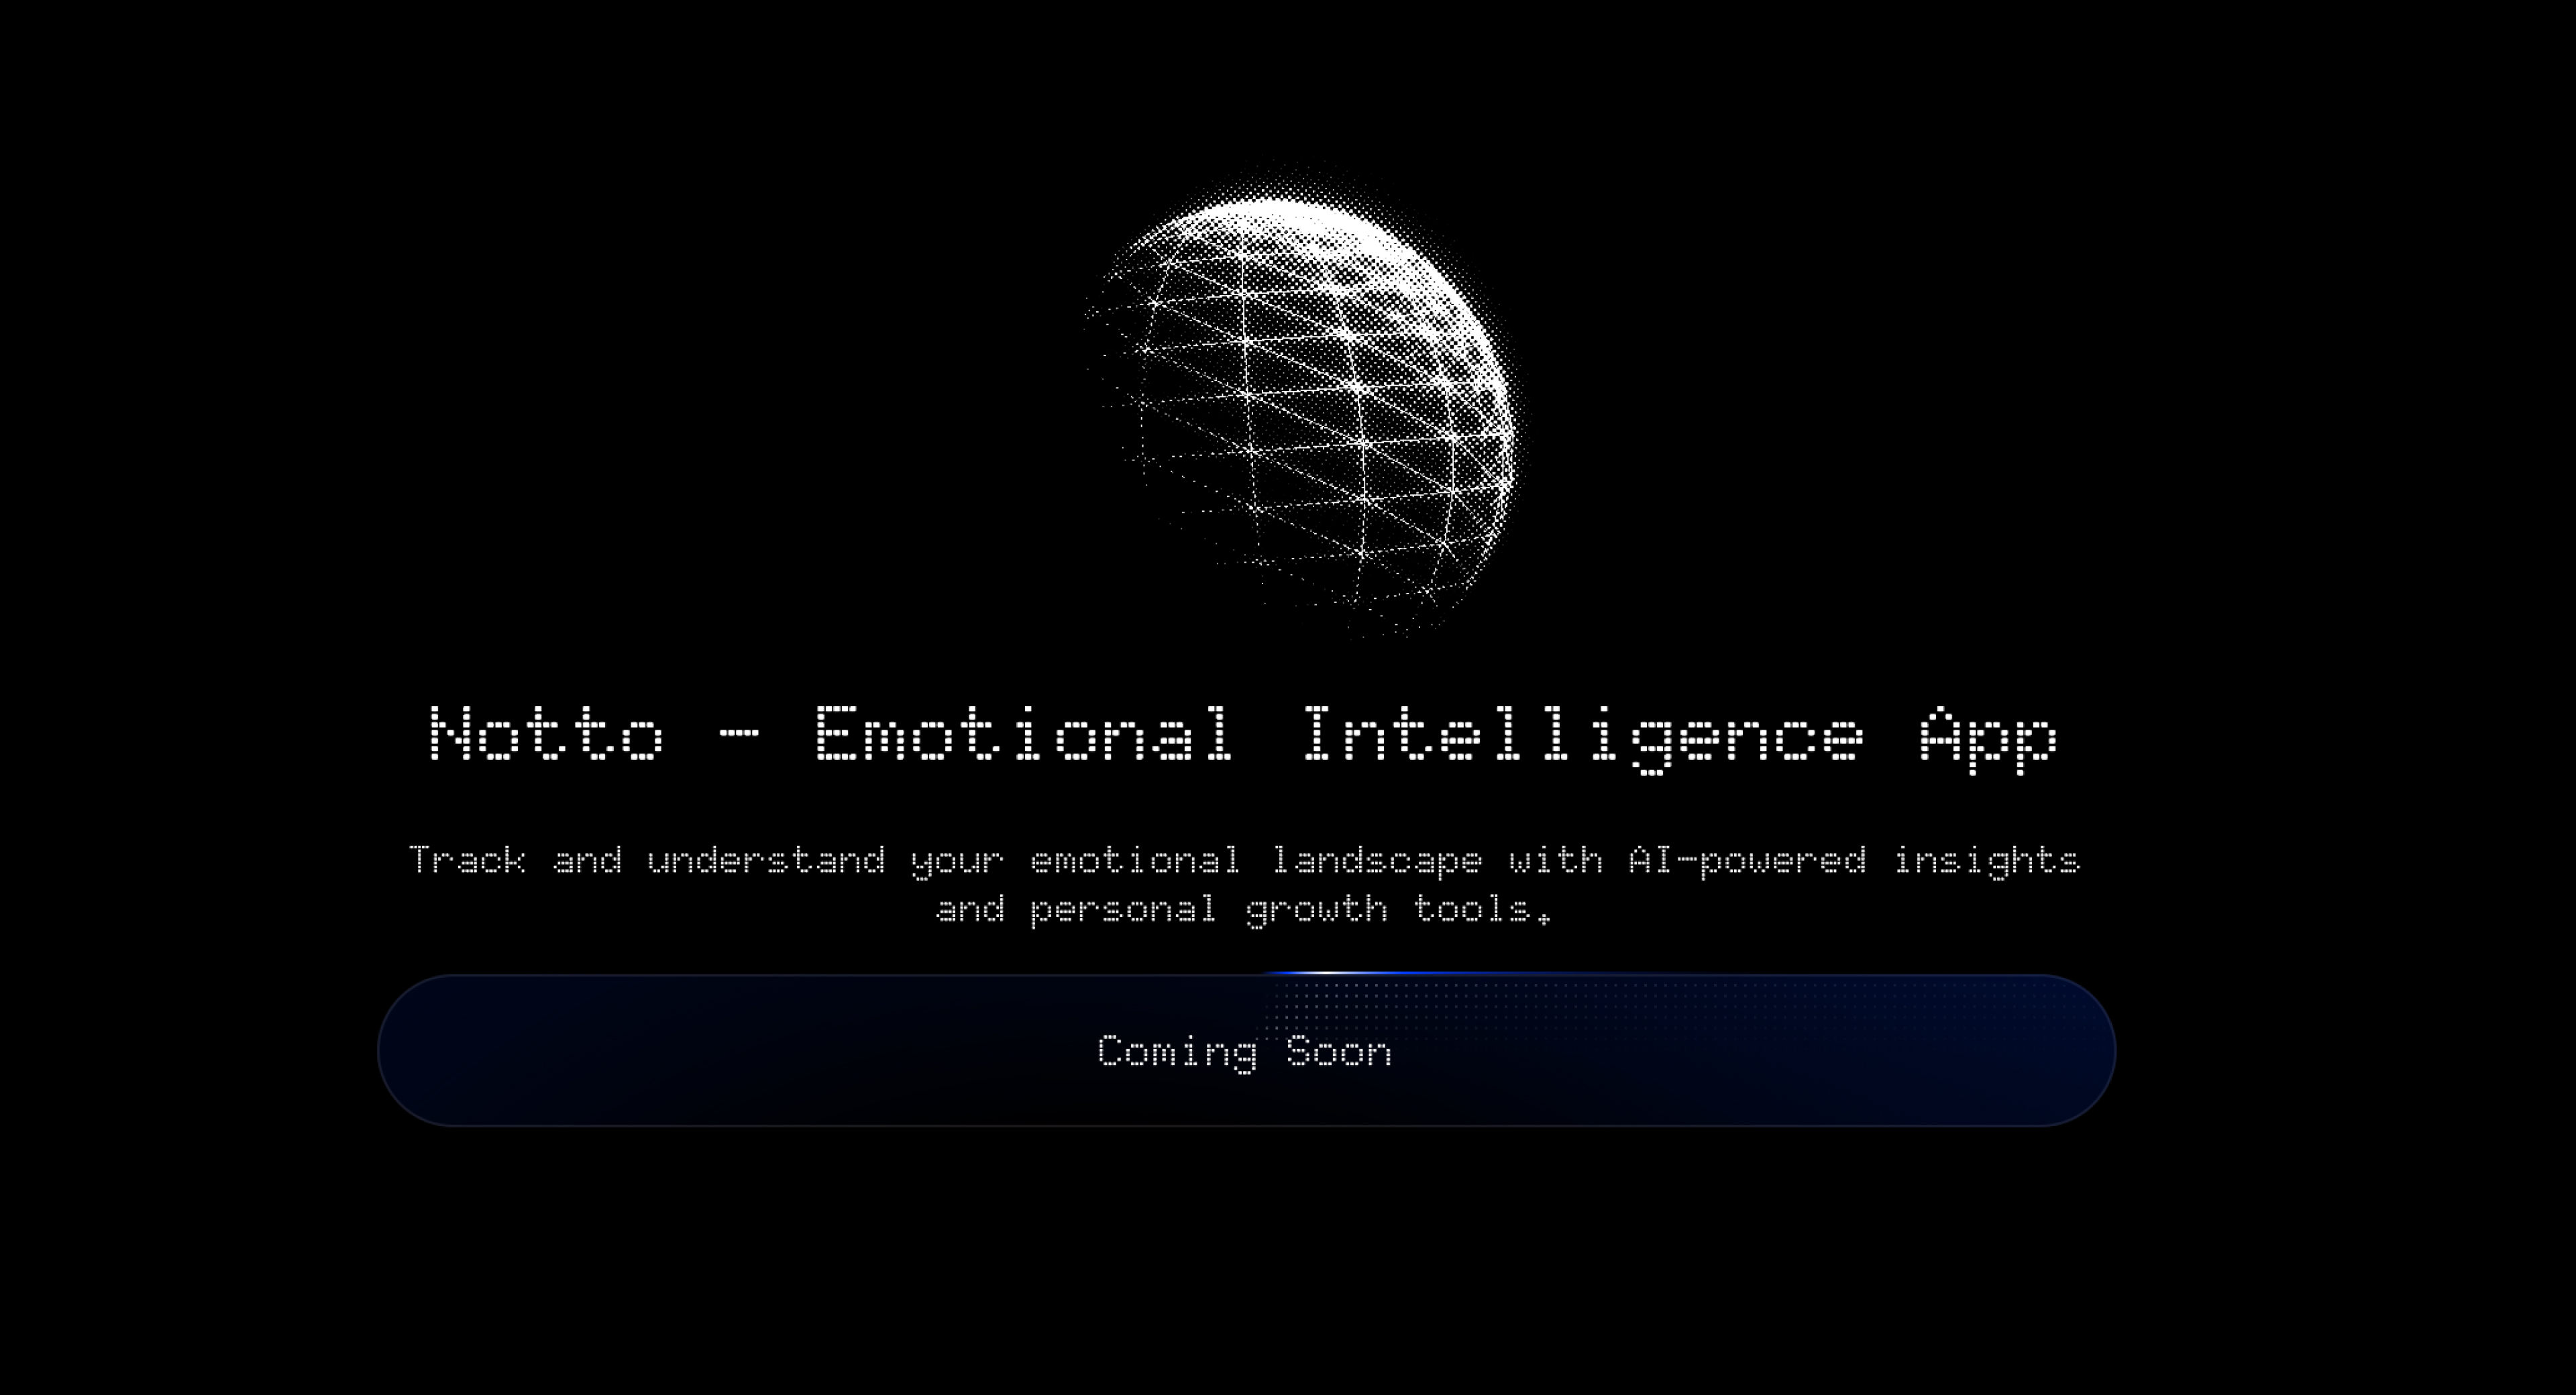 Notto - Emotional Intelligence App
Track and understand your emotional landscape with AI-powered insights
and personal growth tools.
Coming Soon